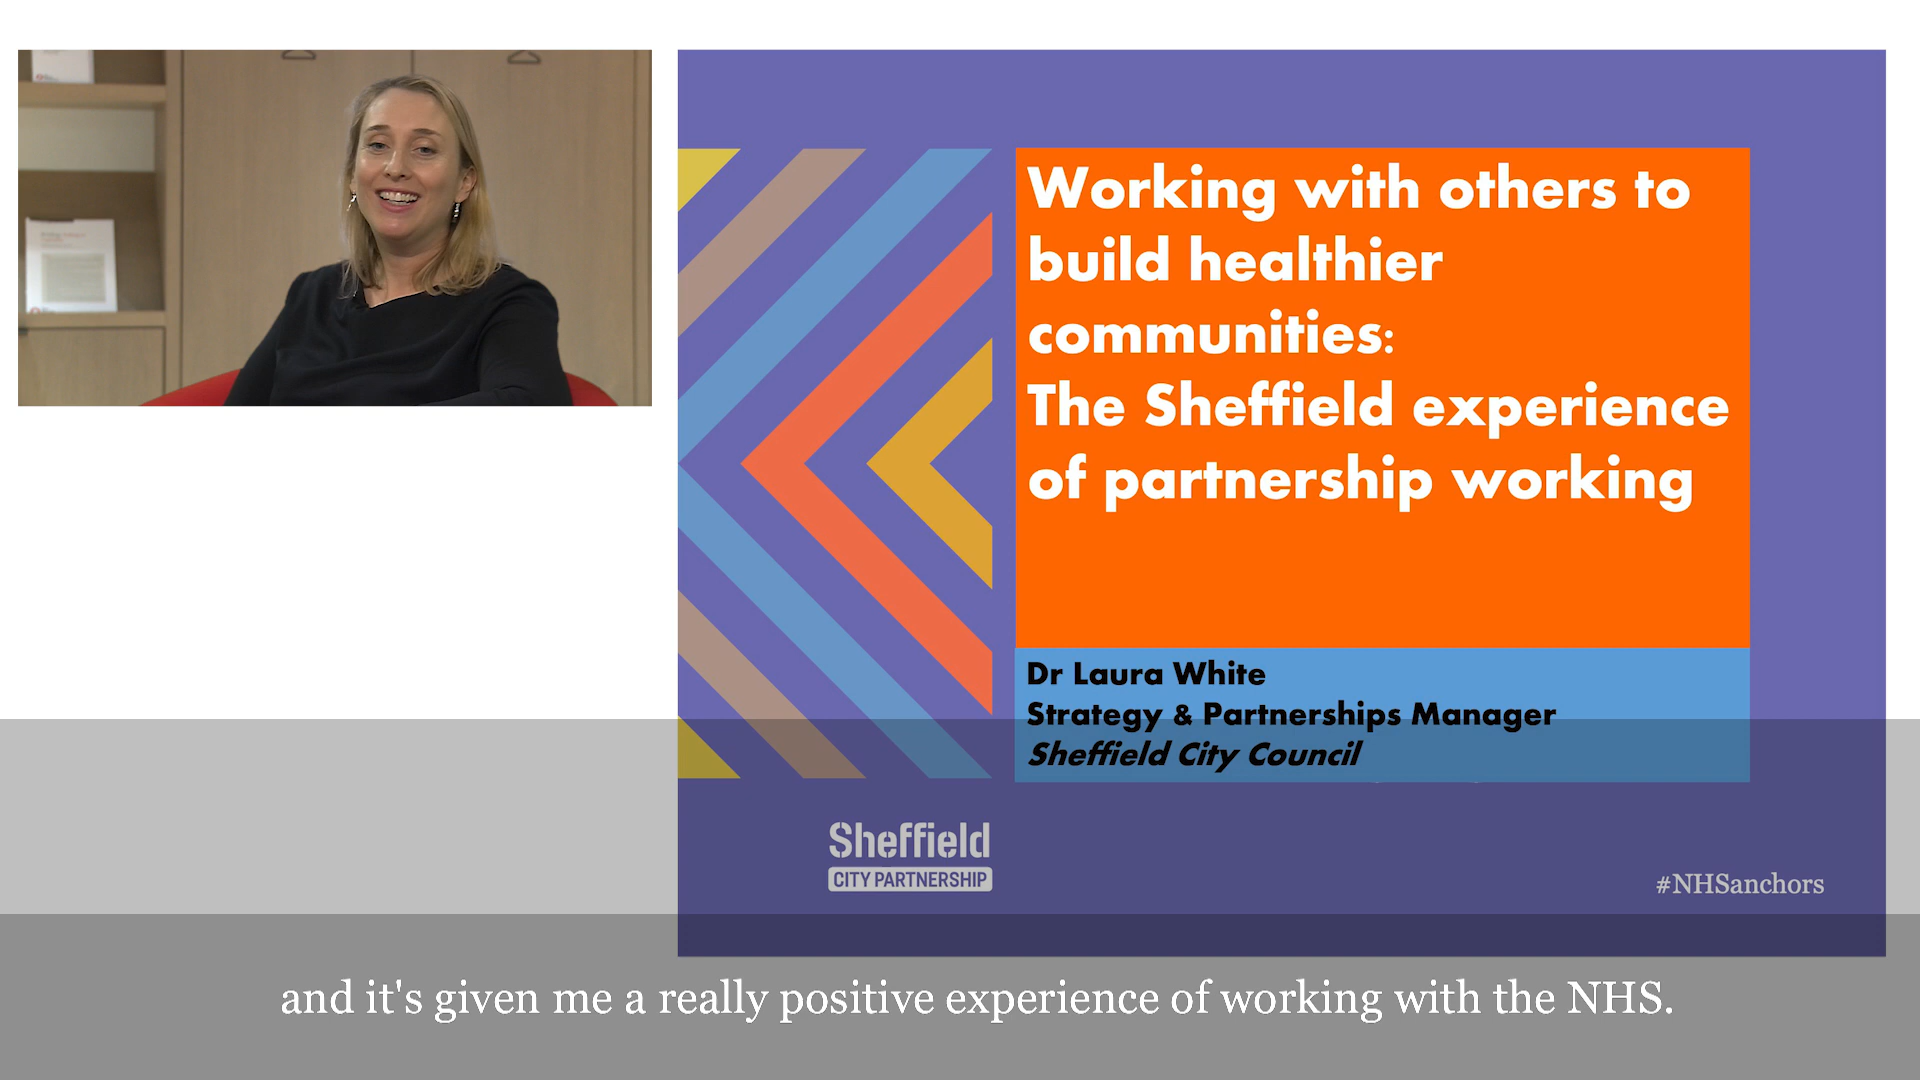 Working with others to
build healthier
communities:
The Sheffield experience
of partnership working
Dr Laura White
Strategy & Partnerships Manager
Sheffield City Council
Sheffield
CITY PARTNERSHIP
#NHSanchors
and it's given me a really positive experience of working with the NHS.